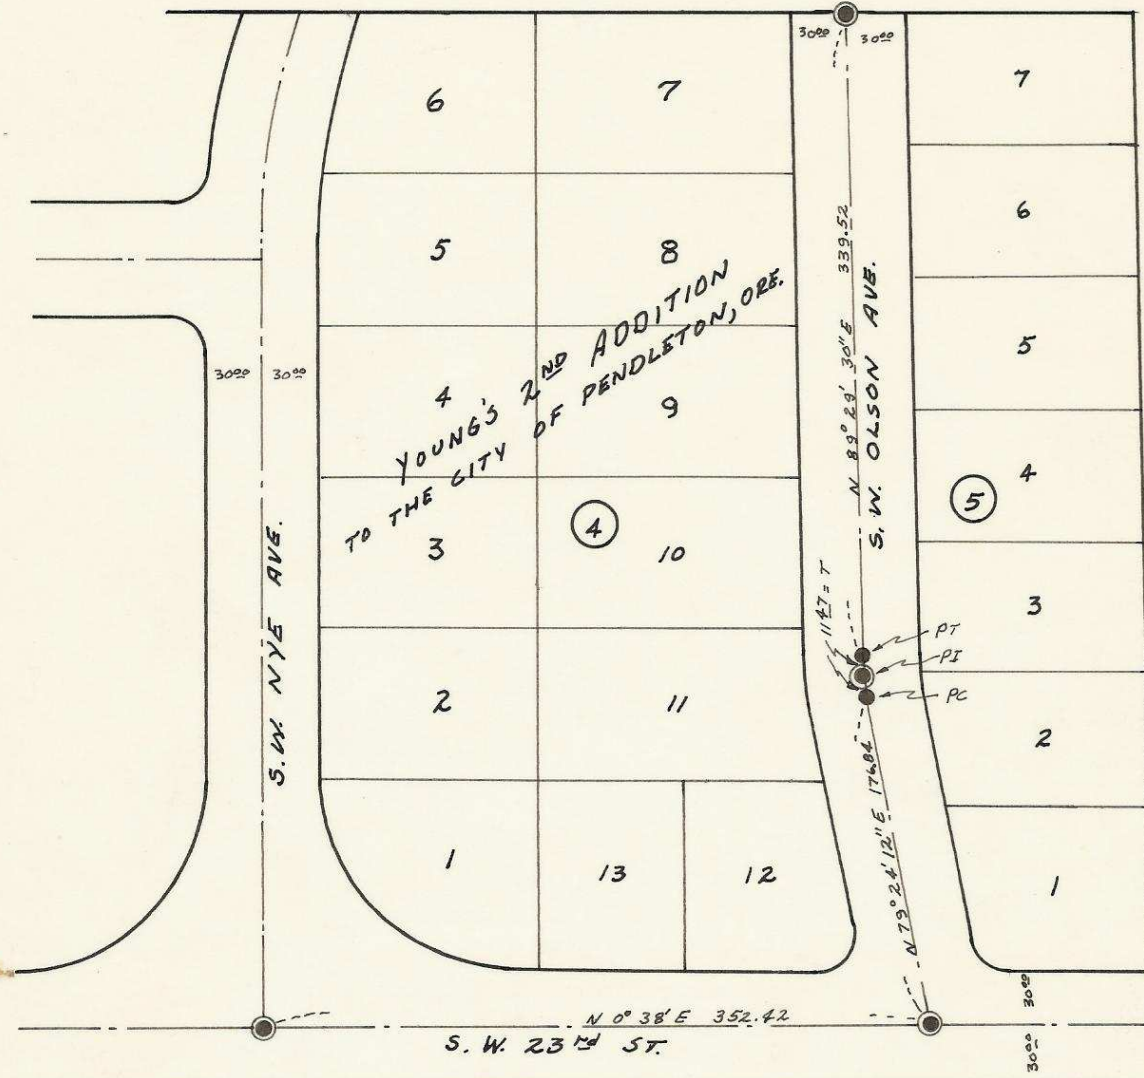 30 00
30 00
6
7
7
6
5
8
339.52
30 00
30 00
4
9
5
YOUNG'S 2ND ADDITION
TO THE CITY OF PENDLETON, ORE.
N 89° 29' 30" E
S.W. OLSON AVE.
4
5
4
3
10
3
S.W. NYE AVE.
11 47 = T
PT
PI
PC
2
11
2
N 79° 24' 12" E 176.84
1
13
12
1
30 00
30 00
N 0° 38' E 352.42
S.W. 23rd ST.